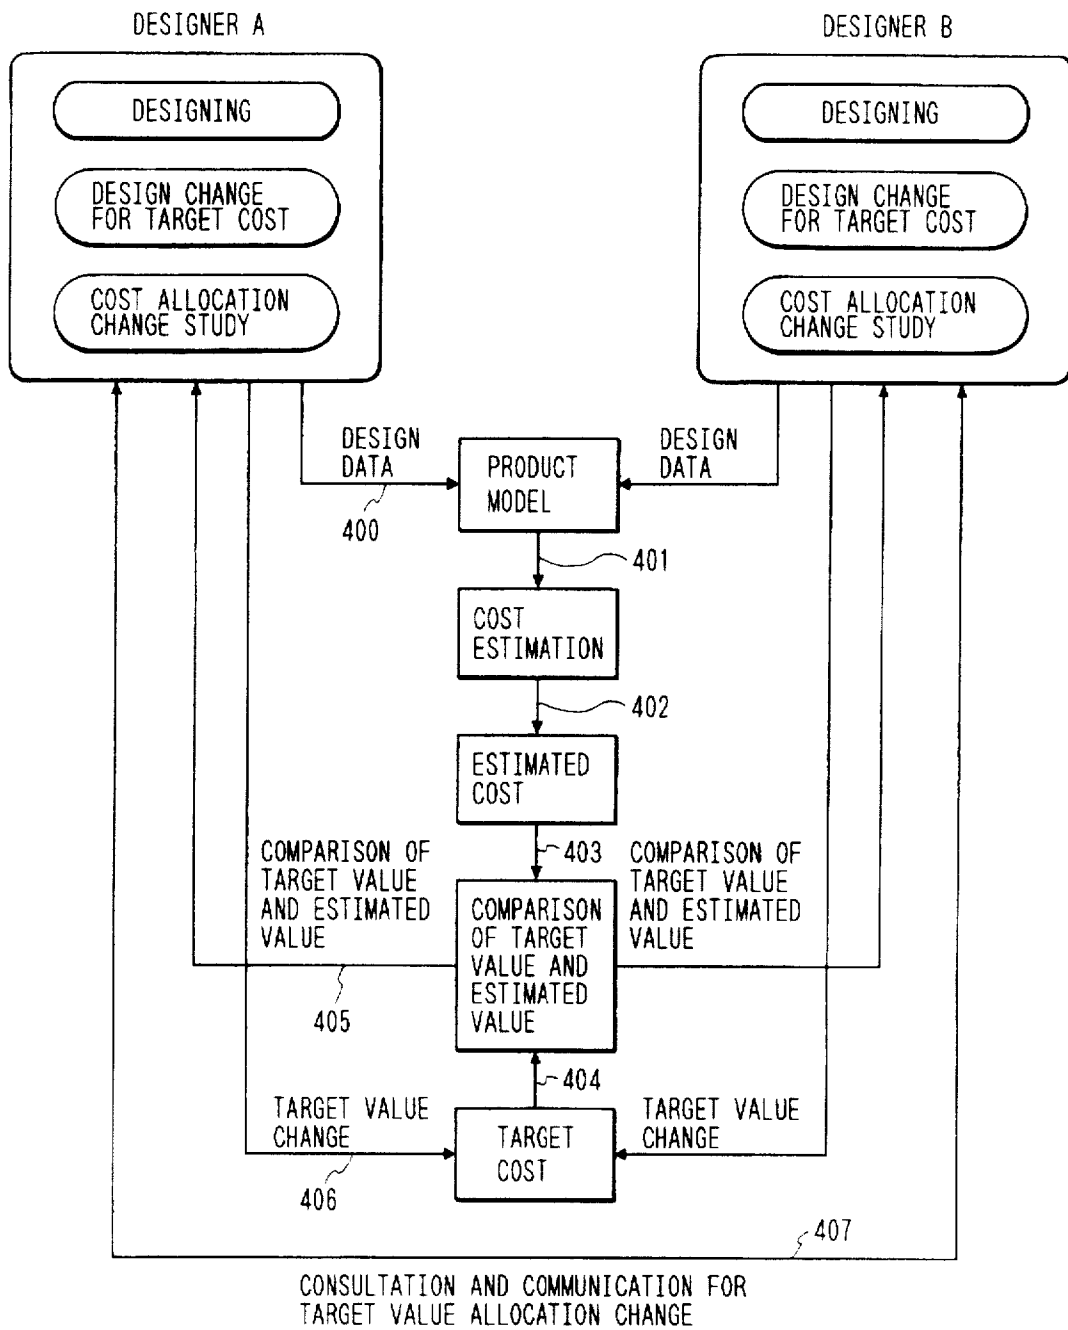 DESIGNER A
DESIGNER B
DESIGNING
DESIGN CHANGE
FOR TARGET COST
COST ALLOCATION
CHANGE STUDY
DESIGNING
DESIGN CHANGE
FOR TARGET COST
COST ALLOCATION
CHANGE STUDY
DESIGN
DATA
400
PRODUCT
MODEL
DESIGN
DATA
401
COST
ESTIMATION
402
ESTIMATED
COST
403
COMPARISON OF
TARGET VALUE
AND ESTIMATED
VALUE
COMPARISON
OF TARGET
VALUE AND
ESTIMATED
VALUE
COMPARISON OF
TARGET VALUE
AND ESTIMATED
VALUE
405
404
TARGET VALUE
CHANGE
406
TARGET
COST
TARGET VALUE
CHANGE
407
CONSULTATION AND COMMUNICATION FOR
TARGET VALUE ALLOCATION CHANGE